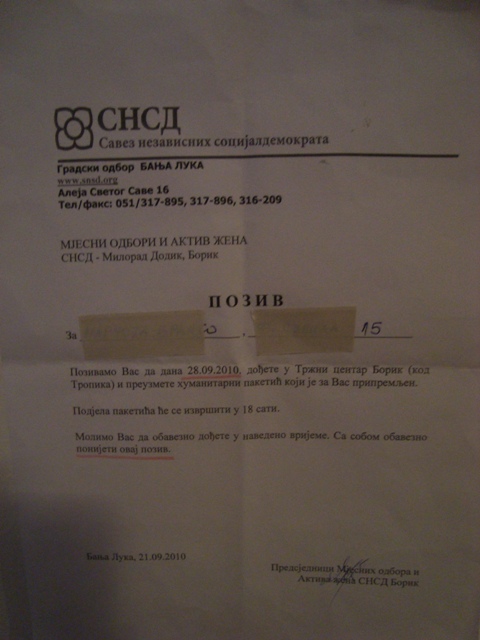 СНСД
Савез независних социјалдемократа
Градски одбор БАЊА ЛУКА
www.snsd.org
Алеја Светог Саве 16
Тел/факс: 051/317-895, 317-896, 316-209
МЈЕСНИ ОДБОРИ И АКТИВ ЖЕНА
СНСД - Милорад Додик, Борик
ПОЗИВ
За , 15
Позивамо Вас да дана 28.09.2010, дођете у Тржни центар Борик (код
Тропика) и преузмете хуманитарни пакетић који је за Вас припремљен.
Подјела пакетића ће се извршити у 18 сати.
Молимо Вас да обавезно дођете у наведено вријеме. Са собом обавезно
понијети овај позив.
Бања Лука, 21.09.2010
Предсједници Мјесних одбора и
Актива жена СНСД Борик